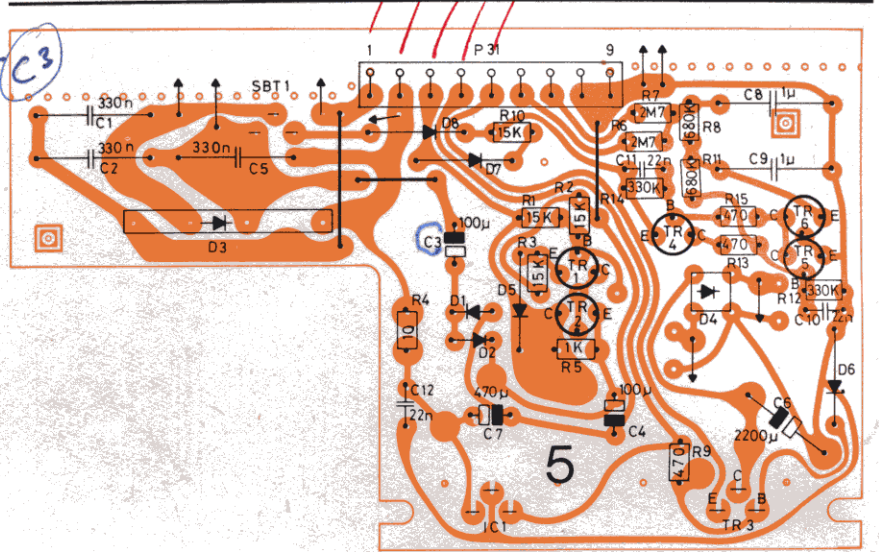 C3
1 P31 9
SBT1
330n
C1
330n
C2
330n
C5
D3
D8
R10
15K
D7
R7
2M7
R6
2M7
680K
R8
C8 1µ
C11 22n
330K
R14
680K
R11
C9 1µ
R2
15K
R1
15K
R3
15K
100µ
C3
B
E C
TR
1
C E
TR
2
B
E C
TR
4
R15
470
470
R13
C E
TR
6
C E
TR
5
B
R12 330K
C10 22n
D5
D1
D2
R4
10
1K
R5
D4
D6
C12
22n
470µ
C7
100µ
C4
C6
2200µ
5
R9
470
IC1
C
E B
TR3